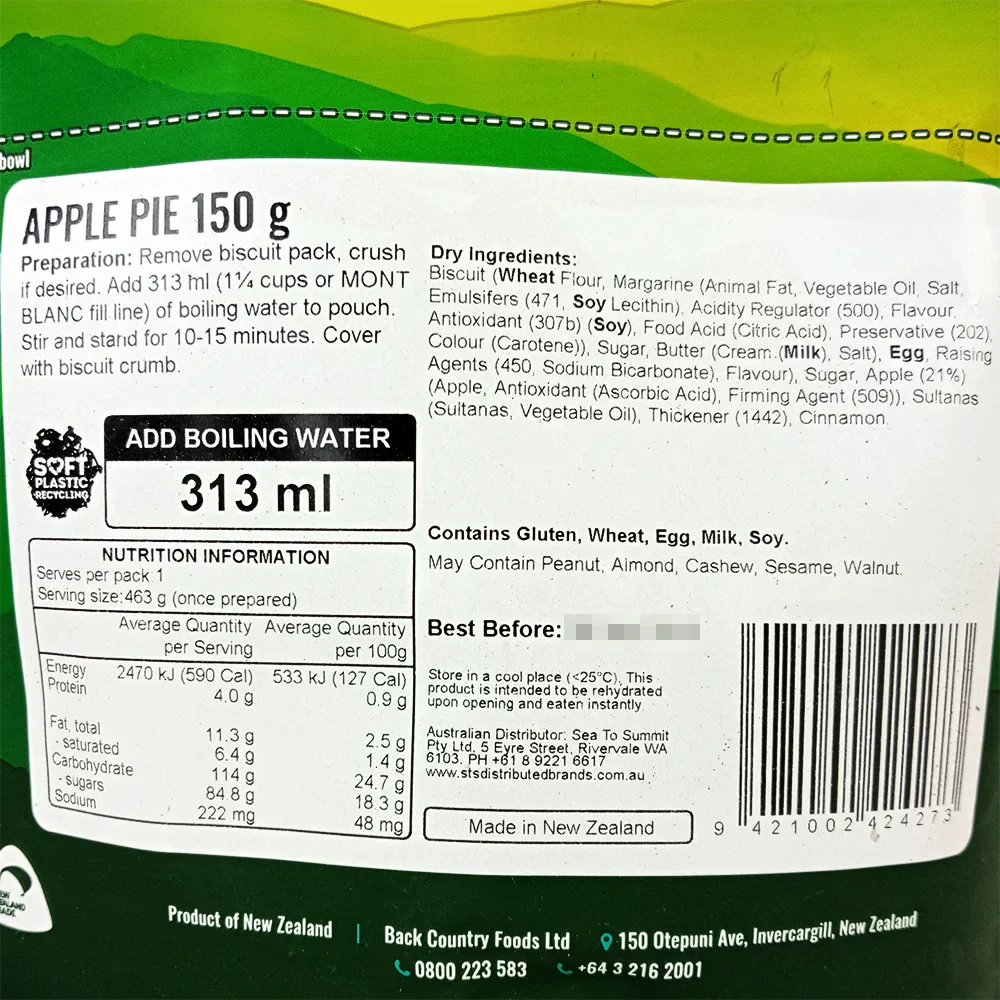 bowl
APPLE PIE 150 g
Preparation: Remove biscuit pack, crush
if desired. Add 313 ml (1¼ cups or MONT
BLANC fill line) of boiling water to pouch.
Stir and stand for 10-15 minutes. Cover
with biscuit crumb.
SOFT
PLASTIC
RECYCLING
ADD BOILING WATER
313 ml
NUTRITION INFORMATION
Serves per pack:1
Serving size:463 g (once prepared)
Average Quantity Average Quantity
per Serving per 100g
Energy 2470 kJ (590 Cal) 533 kJ (127 Cal)
Protein 4.0 g 0.9 g
Fat, total 11.3 g 2.5 g
- saturated 6.4 g 1.4 g
Carbohydrate 114 g 24.7 g
- sugars 84.8 g 18.3 g
Sodium 222 mg 48 mg
Dry Ingredients:
Biscuit (Wheat Flour, Margarine (Animal Fat, Vegetable Oil, Salt,
Emulsifers (471, Soy Lecithin), Acidity Regulator (500), Flavour,
Antioxidant (307b) (Soy), Food Acid (Citric Acid), Preservative (202),
Colour (Carotene)), Sugar, Butter (Cream (Milk), Salt), Egg, Raising
Agents (450, Sodium Bicarbonate), Flavour), Sugar, Apple (21%)
(Apple, Antioxidant (Ascorbic Acid), Firming Agent (509)), Sultanas
(Sultanas, Vegetable Oil), Thickener (1442), Cinnamon.
Contains Gluten, Wheat, Egg, Milk, Soy.
May Contain Peanut, Almond, Cashew, Sesame, Walnut.
Best Before:
Store in a cool place (<25°C). This
product is intended to be rehydrated
upon opening and eaten instantly.
Australian Distributor: Sea To Summit
Pty Ltd, 5 Eyre Street, Rivervale WA
6103. PH +61 8 9221 6617
www.stsdistributedbrands.com.au
Made in New Zealand
9 421002 424273
Product of New Zealand | Back Country Foods Ltd 150 Otepuni Ave, Invercargill, New Zealand
0800 223 583 +64 3 216 2001